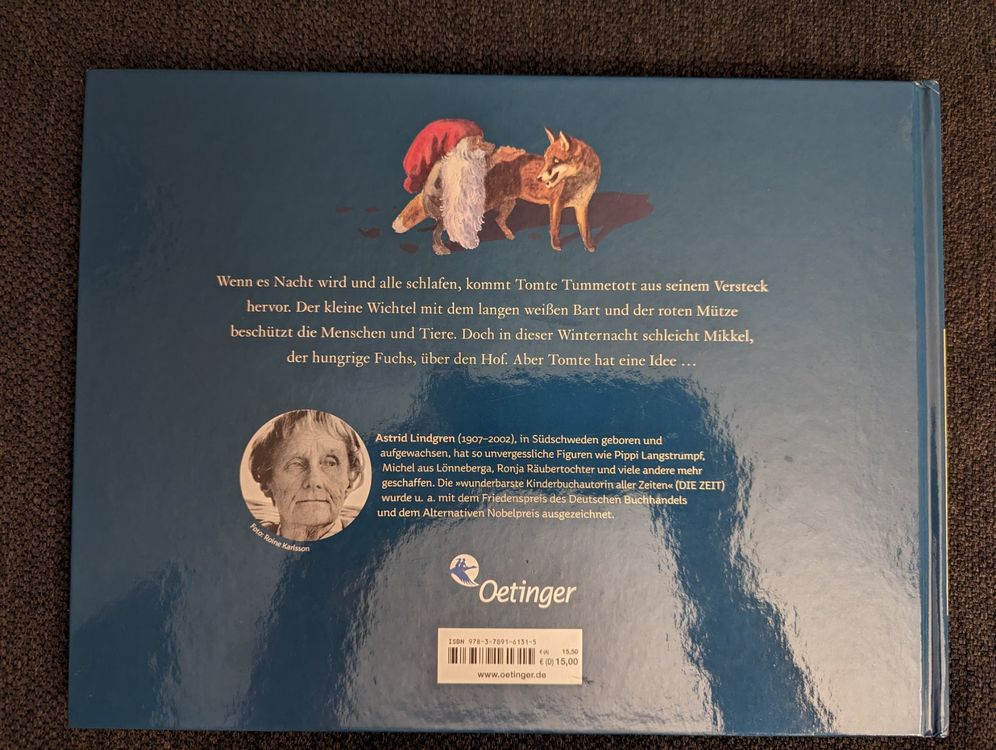 Wenn es Nacht wird und alle schlafen, kommt Tomte Tummetott aus seinem Versteck
hervor. Der kleine Wichtel mit dem langen weißen Bart und der roten Mütze
beschützt die Menschen und Tiere. Doch in dieser Winternacht schleicht Mikkel,
der hungrige Fuchs, über den Hof. Aber Tomte hat eine Idee …
Astrid Lindgren (1907–2002), in Südschweden geboren und
aufgewachsen, hat so unvergessliche Figuren wie Pippi Langstrumpf,
Michel aus Lönneberga, Ronja Räubertochter und viele andere mehr
geschaffen. Die »wunderbarste Kinderbuchautorin aller Zeiten« (DIE ZEIT)
wurde u. a. mit dem Friedenspreis des Deutschen Buchhandels
und dem Alternativen Nobelpreis ausgezeichnet.
Foto: Roine Karlsson
Oetinger
ISBN 978-3-7891-6131-5
€ (A) 15,50
€ (D) 15,00
www.oetinger.de